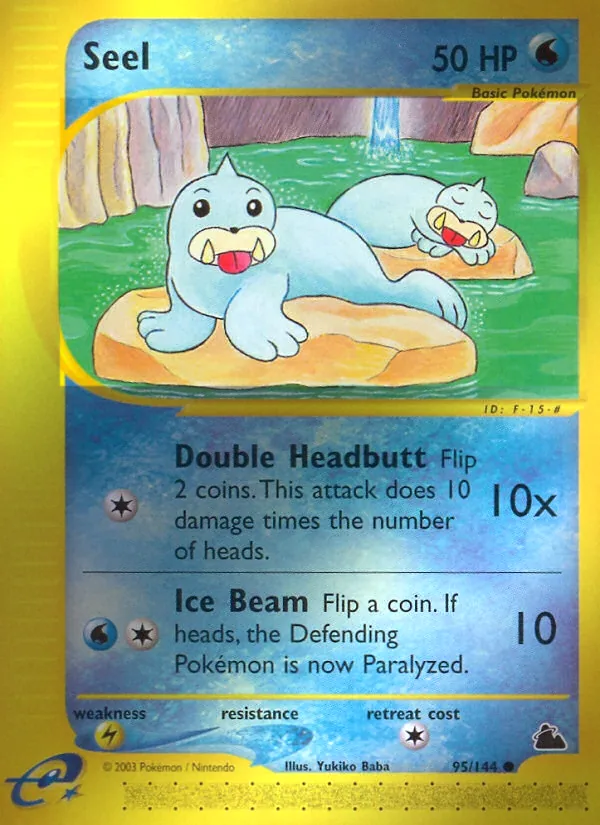 Seel
50 HP
Basic Pokémon
ID: F-15-#
Double Headbutt Flip
2 coins. This attack does 10
damage times the number
of heads.
10x
Ice Beam Flip a coin. If
heads, the Defending
Pokémon is now Paralyzed.
10
weakness resistance retreat cost
© 2003 Pokémon / Nintendo Illus. Yukiko Baba 95/144
e